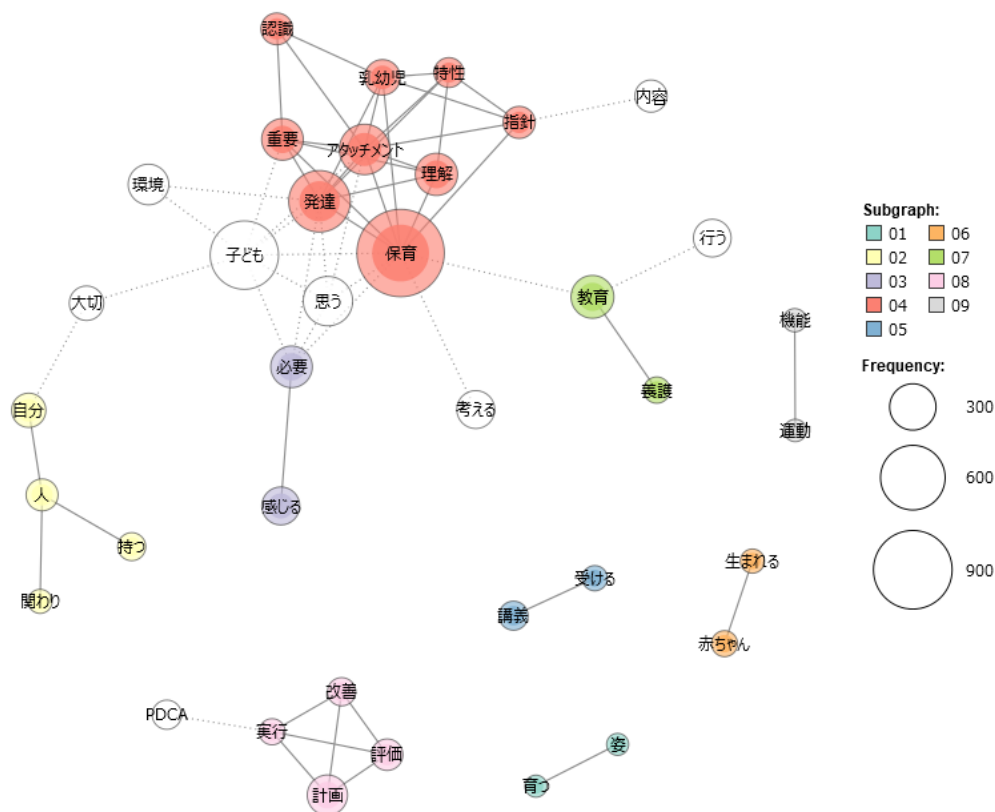 認識
乳幼児
特性
内容
指針
重要
アタッチメント
理解
環境
発達
子ども
保育
行う
思う
教育
大切
機能
必要
義護
考える
自分
運動
人
感じる
持つ
生まれる
受ける
関わり
講義
赤ちゃん
改善
PDCA
実行
姿
評価
育つ
計画
Subgraph:
01 06
02 07
03 08
04 09
05
Frequency:
300
600
900